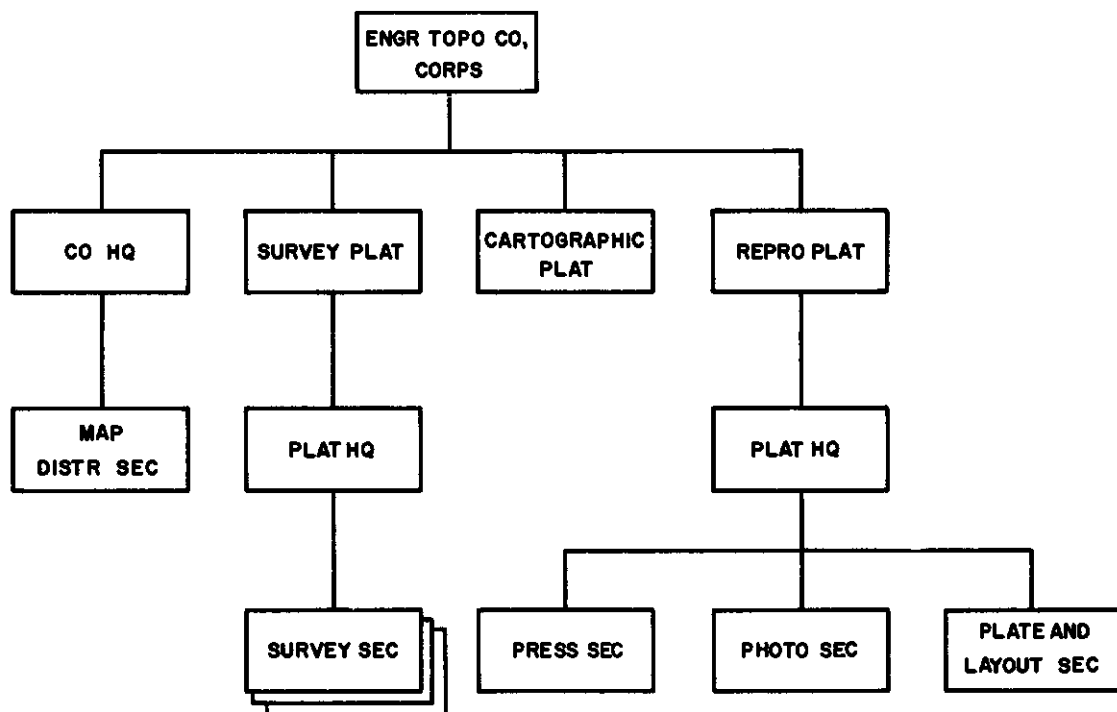 ENGR TOPO CO,
CORPS
CO HQ
SURVEY PLAT
CARTOGRAPHIC
PLAT
REPRO PLAT
MAP
DISTR SEC
PLAT HQ
PLAT HQ
SURVEY SEC
PRESS SEC
PHOTO SEC
PLATE AND
LAYOUT SEC